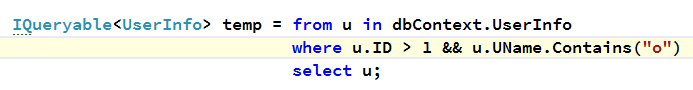 IQueryable<UserInfo> temp = from u in dbContext.UserInfo
where u.ID > 1 && u.UName.Contains("o")
select u;